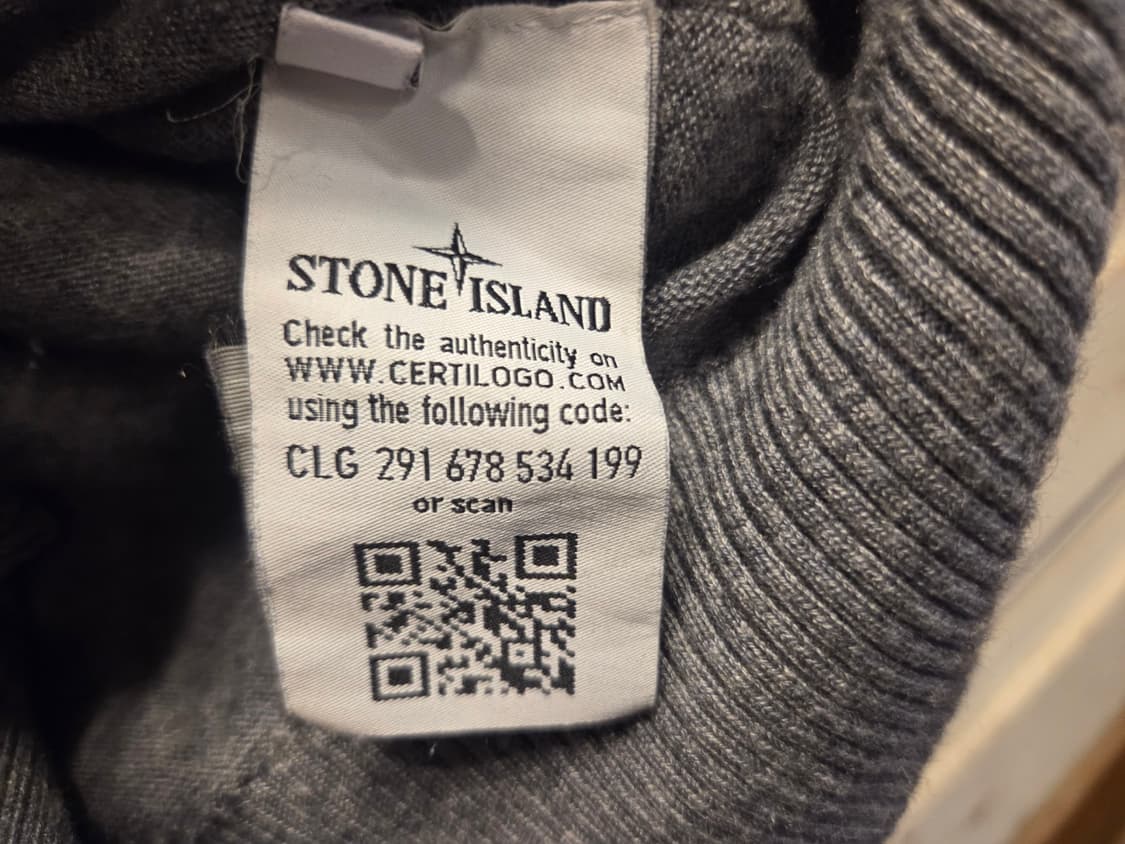 STONE ISLAND
Check the authenticity on
WWW.CERTILOGO.COM
using the following code:
CLG 291 678 534 199
or scan